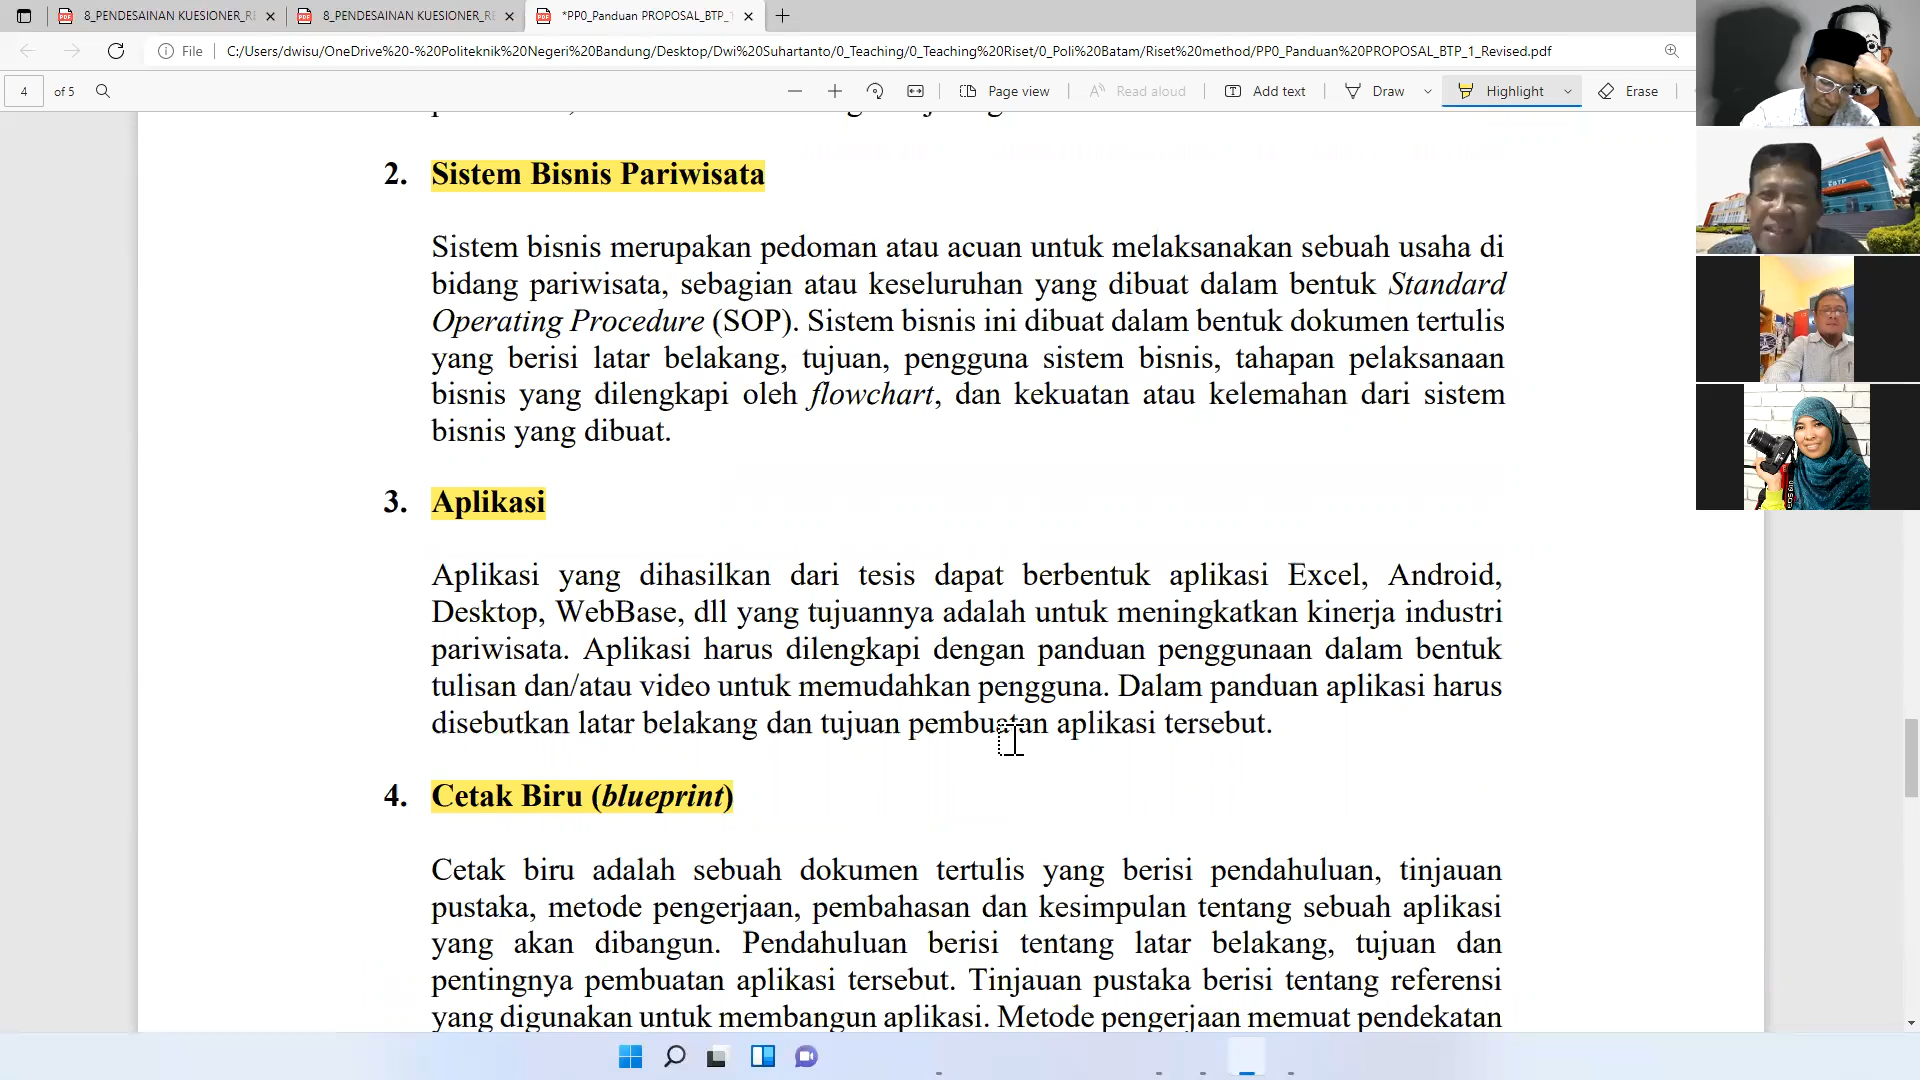 8_PENDESAINAN KUESIONER_RE
8_PENDESAINAN KUESIONER_RE
*PP0_Panduan PROPOSAL_BTP_1
File
C:/Users/dwisu/OneDrive%20-%20Politeknik%20Negeri%20Bandung/Desktop/Dwi%20Suhartanto/0_Teaching/0_Teaching%20Riset/0_Poli%20Batam/Riset%20method/PP0_Panduan%20PROPOSAL_BTP_1_Revised.pdf
4 of 5
Page view
Read aloud
Add text
Draw
Highlight
Erase
2. Sistem Bisnis Pariwisata
Sistem bisnis merupakan pedoman atau acuan untuk melaksanakan sebuah usaha di
bidang pariwisata, sebagian atau keseluruhan yang dibuat dalam bentuk Standard
Operating Procedure (SOP). Sistem bisnis ini dibuat dalam bentuk dokumen tertulis
yang berisi latar belakang, tujuan, pengguna sistem bisnis, tahapan pelaksanaan
bisnis yang dilengkapi oleh flowchart, dan kekuatan atau kelemahan dari sistem
bisnis yang dibuat.
3. Aplikasi
Aplikasi yang dihasilkan dari tesis dapat berbentuk aplikasi Excel, Android,
Desktop, WebBase, dll yang tujuannya adalah untuk meningkatkan kinerja industri
pariwisata. Aplikasi harus dilengkapi dengan panduan penggunaan dalam bentuk
tulisan dan/atau video untuk memudahkan pengguna. Dalam panduan aplikasi harus
disebutkan latar belakang dan tujuan pembuatan aplikasi tersebut.
4. Cetak Biru (blueprint)
Cetak biru adalah sebuah dokumen tertulis yang berisi pendahuluan, tinjauan
pustaka, metode pengerjaan, pembahasan dan kesimpulan tentang sebuah aplikasi
yang akan dibangun. Pendahuluan berisi tentang latar belakang, tujuan dan
pentingnya pembuatan aplikasi tersebut. Tinjauan pustaka berisi tentang referensi
yang digunakan untuk membangun aplikasi. Metode pengerjaan memuat pendekatan